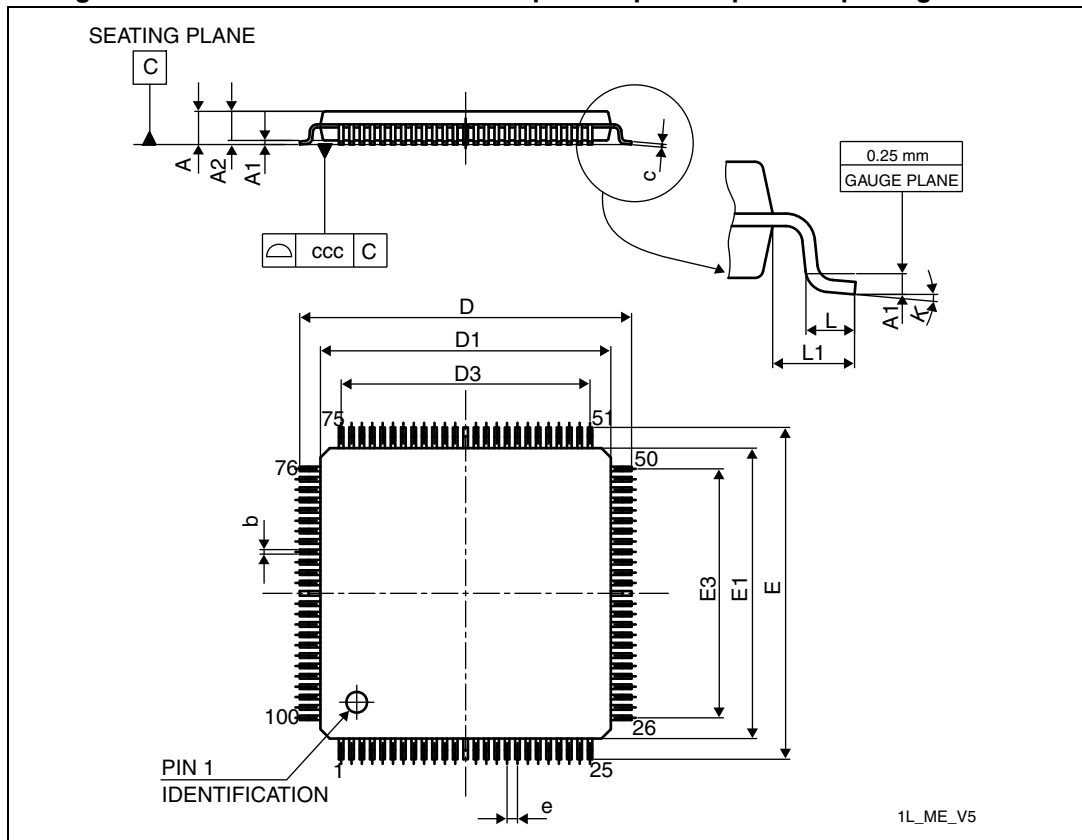 SEATING PLANE
C
A
A2
A1
c
0.25 mm
GAUGE PLANE
ccc C
A1
K
L
L1
D
D1
D3
75
51
76
50
b
E3
E1
E
100
26
PIN 1
IDENTIFICATION
1
25
e
1L_ME_V5